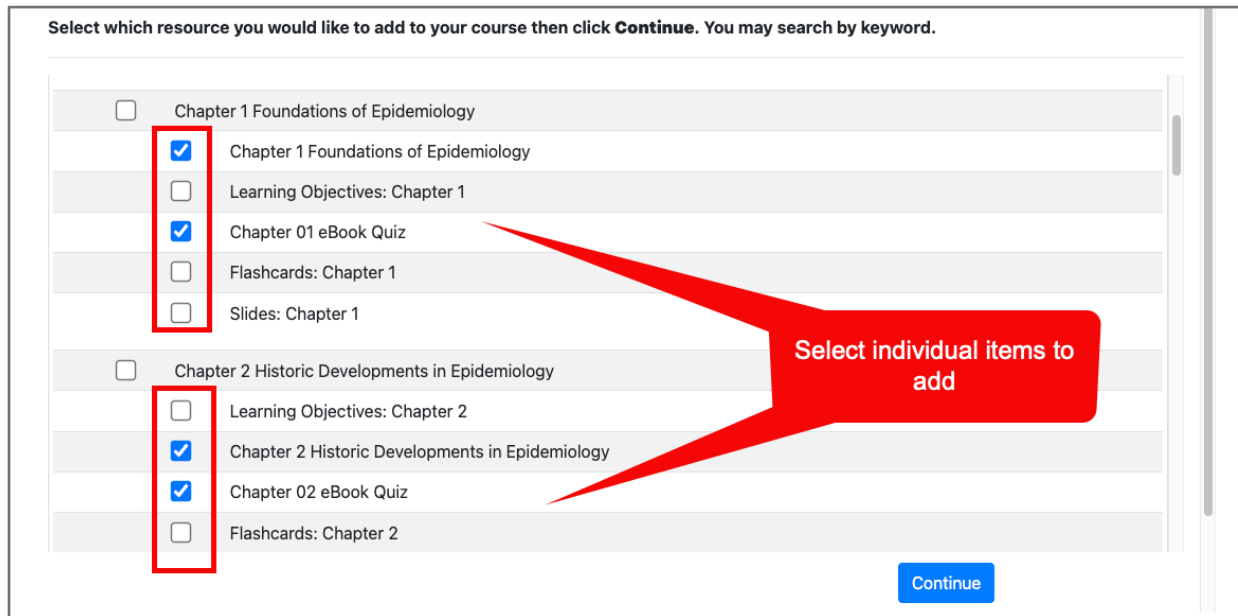 Select which resource you would like to add to your course then click Continue. You may search by keyword.
Chapter 1 Foundations of Epidemiology
Chapter 1 Foundations of Epidemiology
Learning Objectives: Chapter 1
Chapter 01 eBook Quiz
Flashcards: Chapter 1
Slides: Chapter 1
Select individual items to
add
Chapter 2 Historic Developments in Epidemiology
Learning Objectives: Chapter 2
Chapter 2 Historic Developments in Epidemiology
Chapter 02 eBook Quiz
Flashcards: Chapter 2
Continue